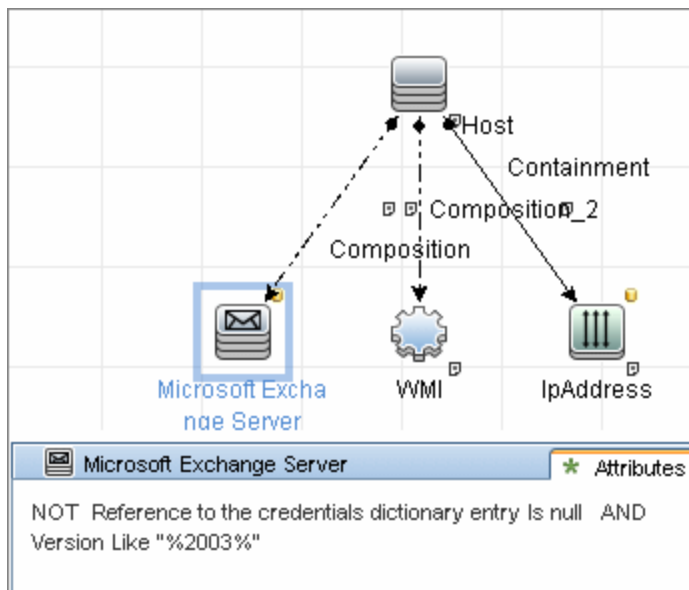 Host
Containment
Composition_2
Composition
Microsoft Excha
nge Server
WMI
IpAddress
Microsoft Exchange Server
Attributes
NOT Reference to the credentials dictionary entry Is null AND
Version Like "%2003%"